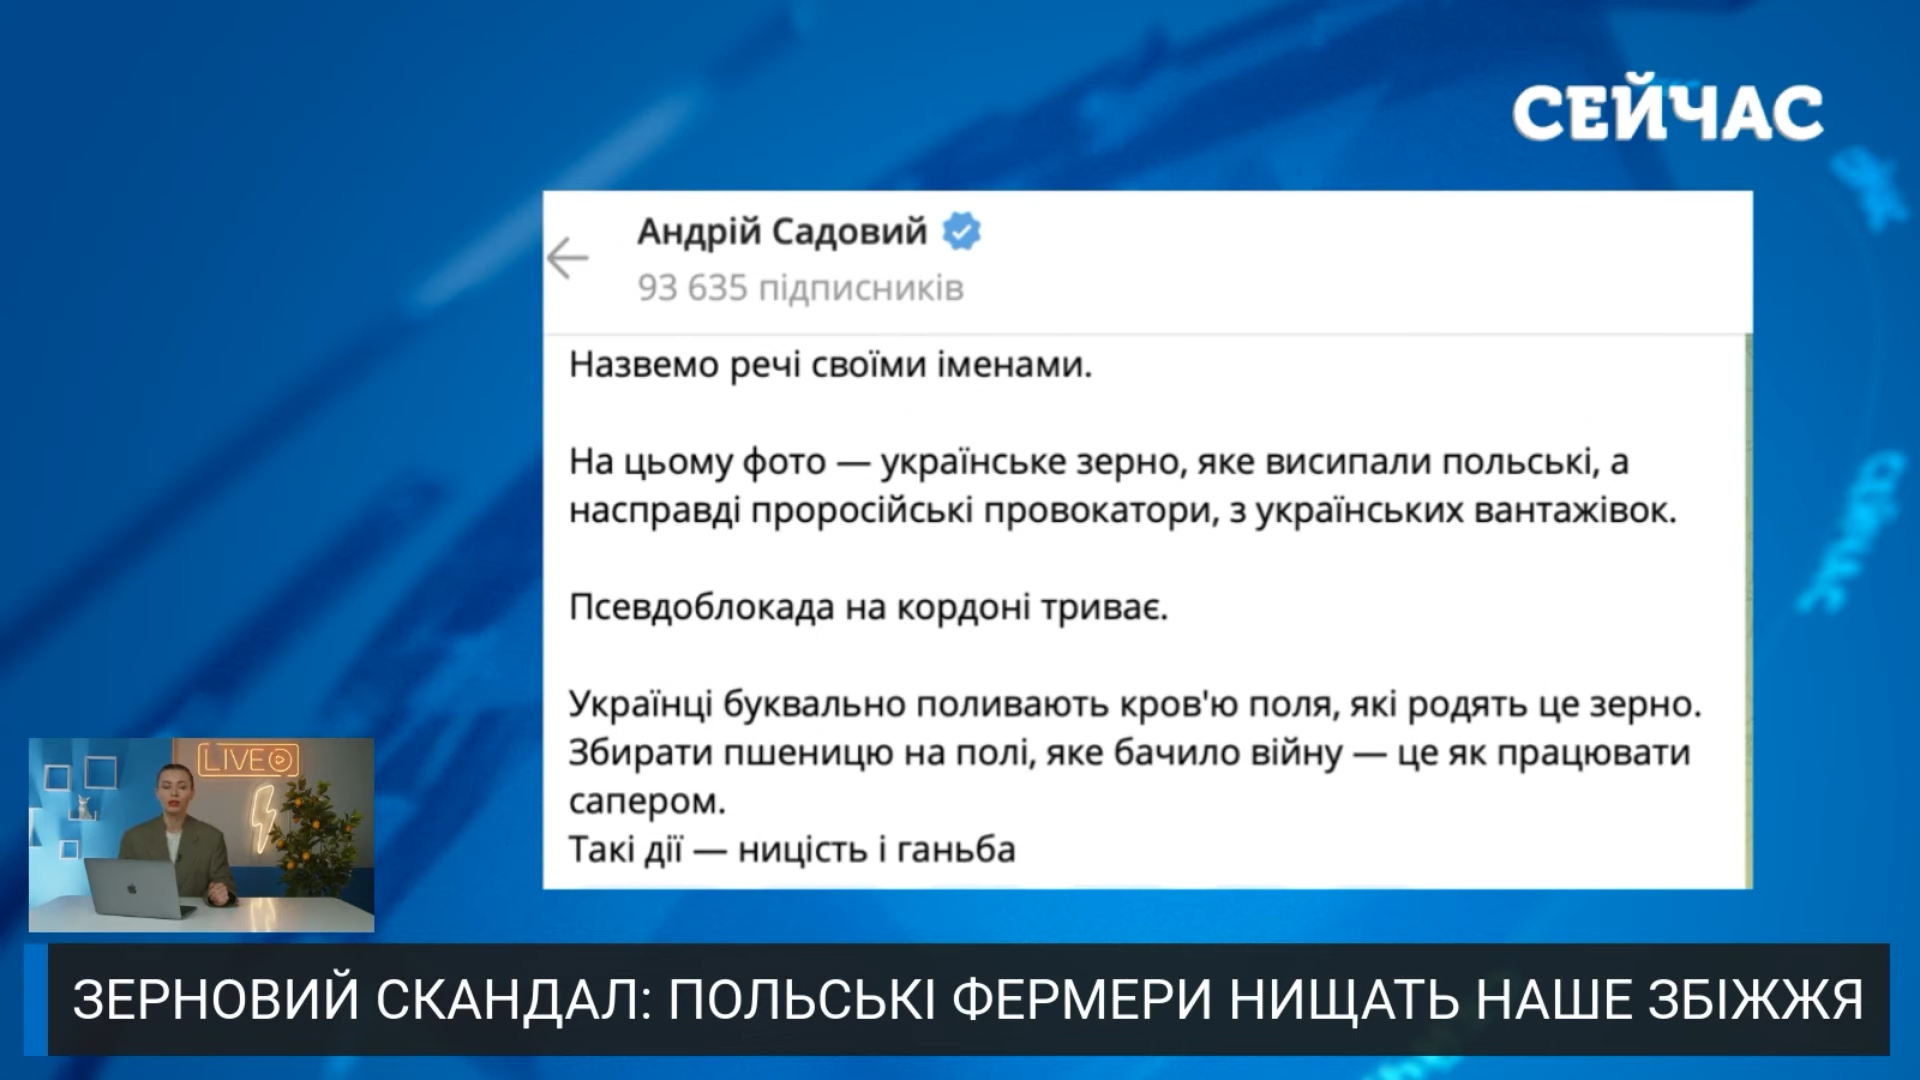 СЕЙЧАС
Андрій Садовий
93 635 підписників
Назвемо речі своїми іменами.
На цьому фото — українське зерно, яке висипали польські, а
насправді проросійські провокатори, з українських вантажівок.
Псевдоблокада на кордоні триває.
Українці буквально поливають кров'ю поля, які родять це зерно.
Збирати пшеницю на полі, яке бачило війну — це як працювати
сапером.
Такі дії — ницість і ганьба
LIVE
ЗЕРНОВИЙ СКАНДАЛ: ПОЛЬСЬКІ ФЕРМЕРИ НИЩАТЬ НАШЕ ЗБІЖЖЯ